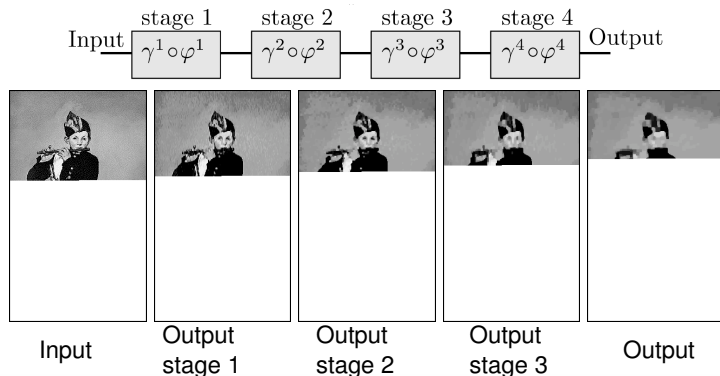 stage 1 stage 2 stage 3 stage 4
Input γ¹∘φ¹ γ²∘φ² γ³∘φ³ γ⁴∘φ⁴ Output
Input Output stage 1 Output stage 2 Output stage 3 Output